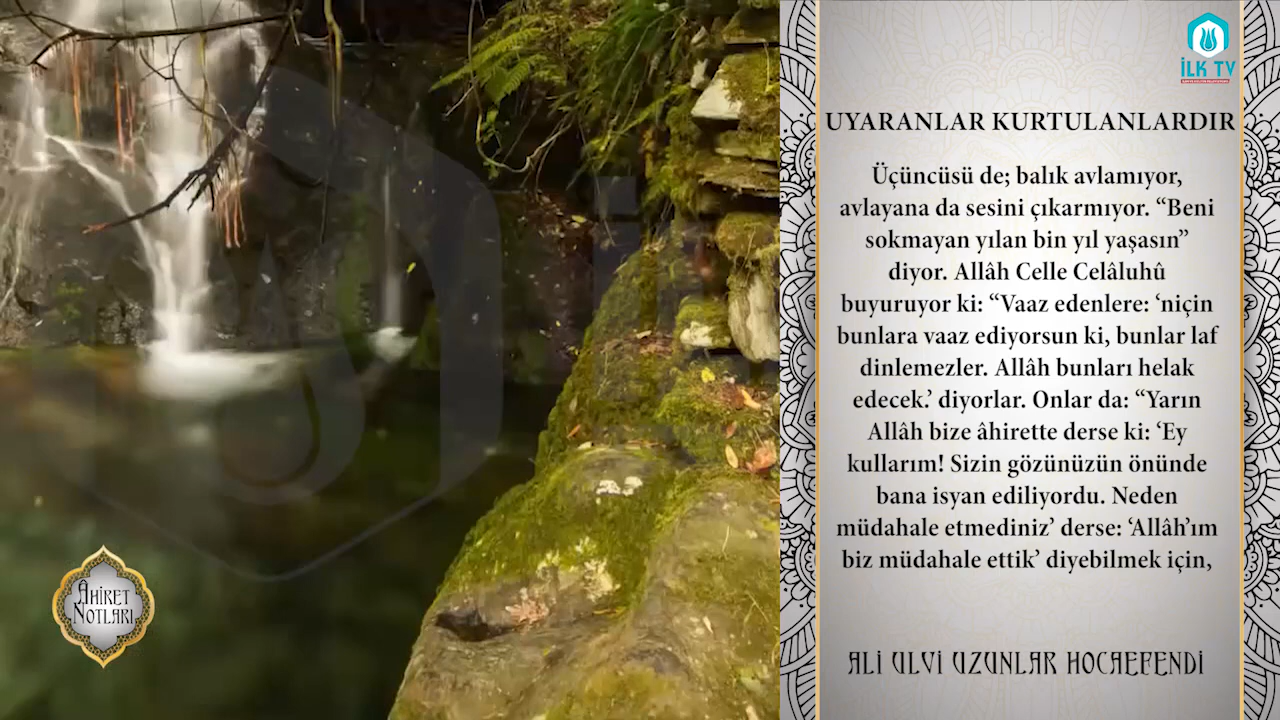 İLK TV
UYARANLAR KURTULANLARDIR
Üçüncüsü de; balık avlamıyor,
avlayana da sesini çıkarmıyor. “Beni
sokmayan yılan bin yıl yaşasın”
diyor. Allâh Celle Celâluhû
buyuruyor ki: “Vaaz edenlere: ‘niçin
bunlara vaaz ediyorsun ki, bunlar laf
dinlemezler. Allâh bunları helak
edecek.’ diyorlar. Onlar da: “Yarın
Allâh bize âhirette derse ki: ‘Ey
kullarım! Sizin gözünüzün önünde
bana isyan ediliyordu. Neden
müdahale etmediniz’ derse: ‘Allâh’ım
biz müdahale ettik’ diyebilmek için,
ÂHİRET
NOTLARI
ALİ ULVİ UZUNLAR HOCAEFENDİ